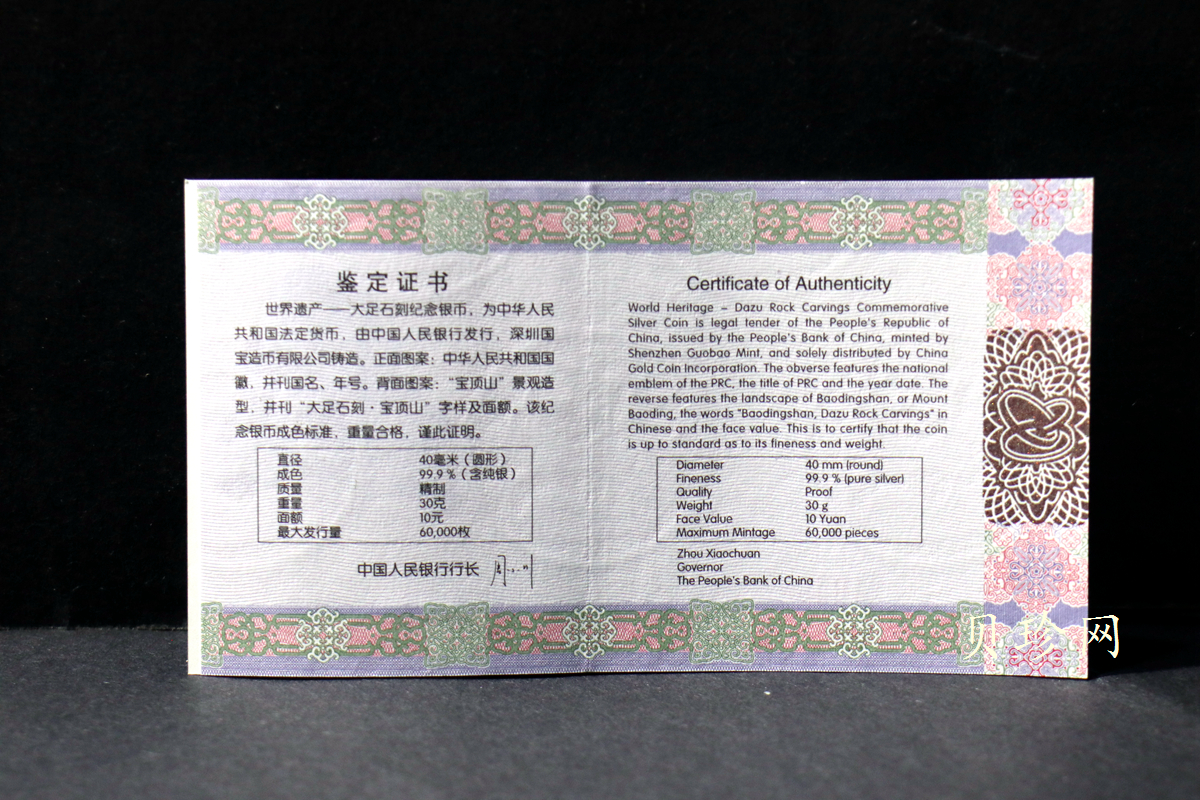 鉴定证书
世界遗产——大足石刻纪念银币，为中华人民
共和国法定货币，由中国人民银行发行，深圳国
宝造币有限公司铸造。正面图案：中华人民共和国国
徽，并刊国名、年号。背面图案：“宝顶山”景观造
型，并刊“大足石刻·宝顶山”字样及面额。该纪
念银币成色标准，重量合格，谨此证明。
直径 40毫米（圆形）
成色 99.9％（含纯银）
质量 精制
重量 30克
面额 10元
最大发行量 60,000枚
中国人民银行行长
Certificate of Authenticity
World Heritage – Dazu Rock Carvings Commemorative
Silver Coin is legal tender of the People's Republic of
China, issued by the People's Bank of China, minted by
Shenzhen Guobao Mint, and solely distributed by China
Gold Coin Incorporation. The obverse features the national
emblem of the PRC, the title of PRC and the year date. The
reverse features the landscape of Baodingshan, or Mount
Baoding, the words "Baodingshan, Dazu Rock Carvings" in
Chinese and the face value. This is to certify that the coin
is up to standard as to its fineness and weight.
Diameter 40 mm (round)
Fineness 99.9 % (pure silver)
Quality Proof
Weight 30 g
Face Value 10 Yuan
Maximum Mintage 60,000 pieces
Zhou Xiaochuan
Governor
The People's Bank of China
贝珍网